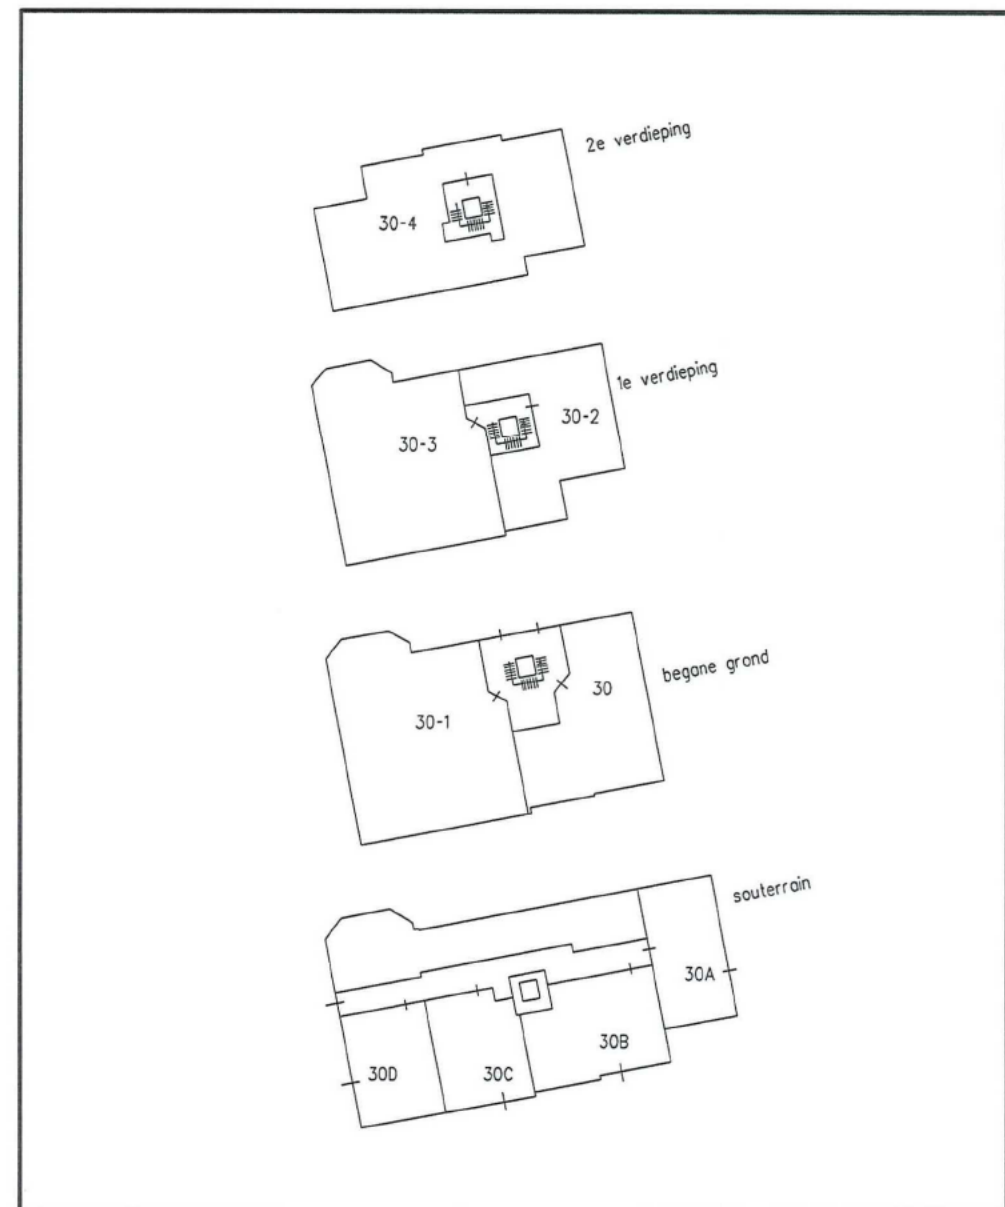 2e verdieping
30-4
1e verdieping
30-2
30-3
begane grond
30
30-1
souterrain
30A
30B
30C
30D